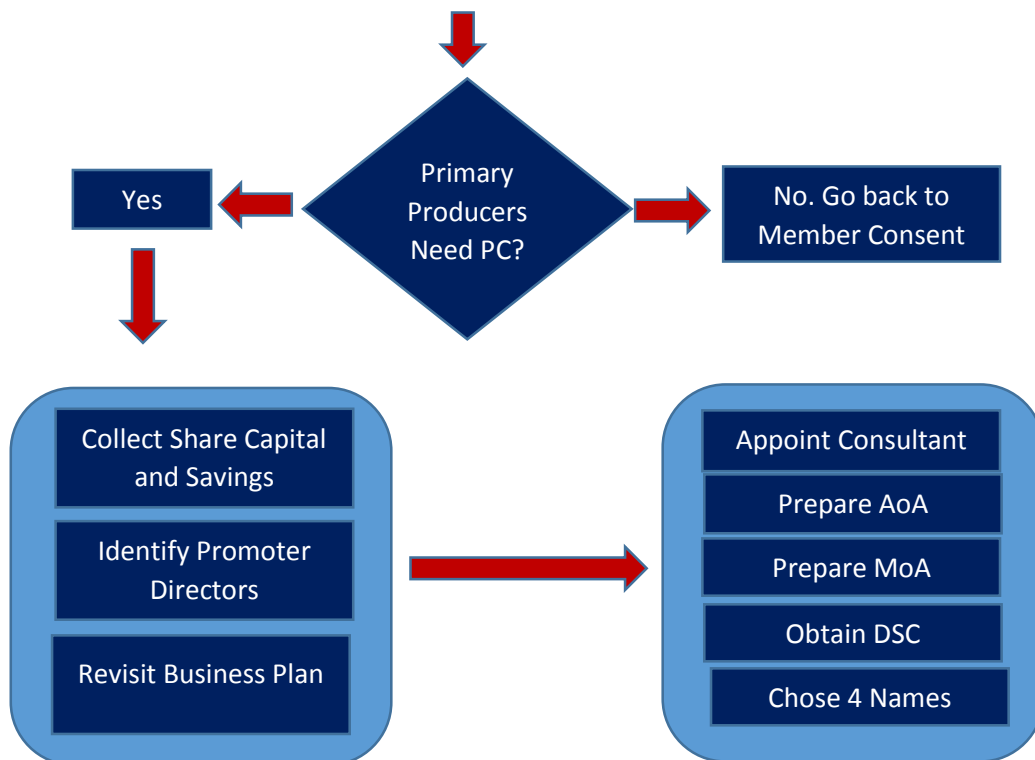 Primary
Producers
Need PC?
Yes
No. Go back to
Member Consent
Collect Share Capital
and Savings
Identify Promoter
Directors
Revisit Business Plan
Appoint Consultant
Prepare AoA
Prepare MoA
Obtain DSC
Chose 4 Names